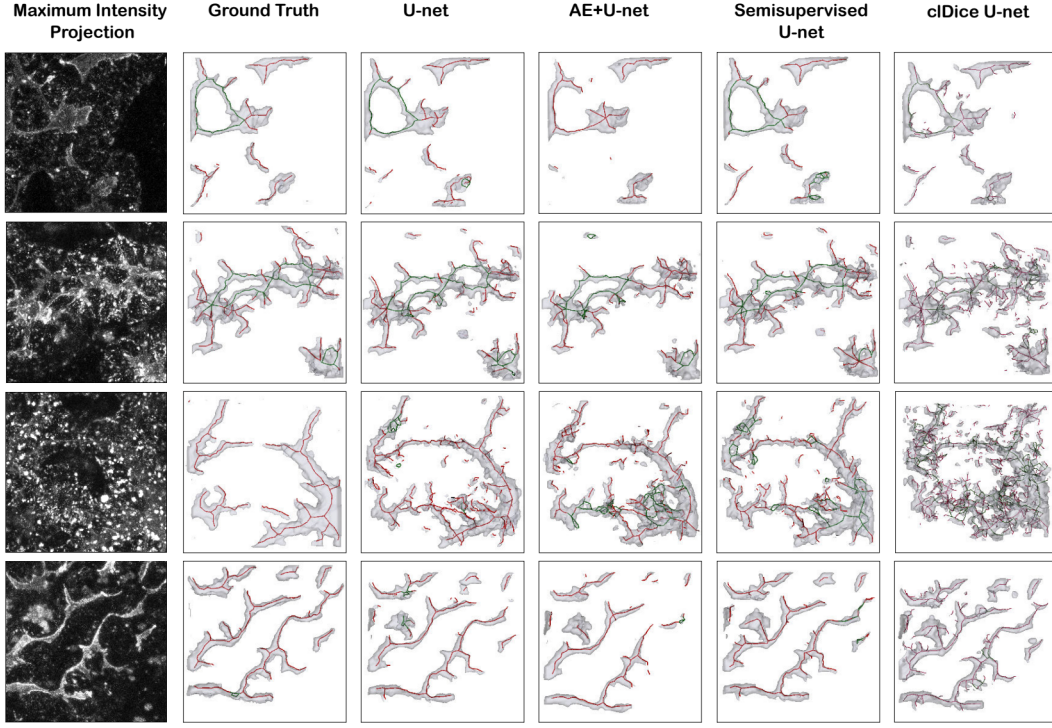 Maximum Intensity
Projection
Ground Truth
U-net
AE+U-net
Semisupervised
U-net
clDice U-net